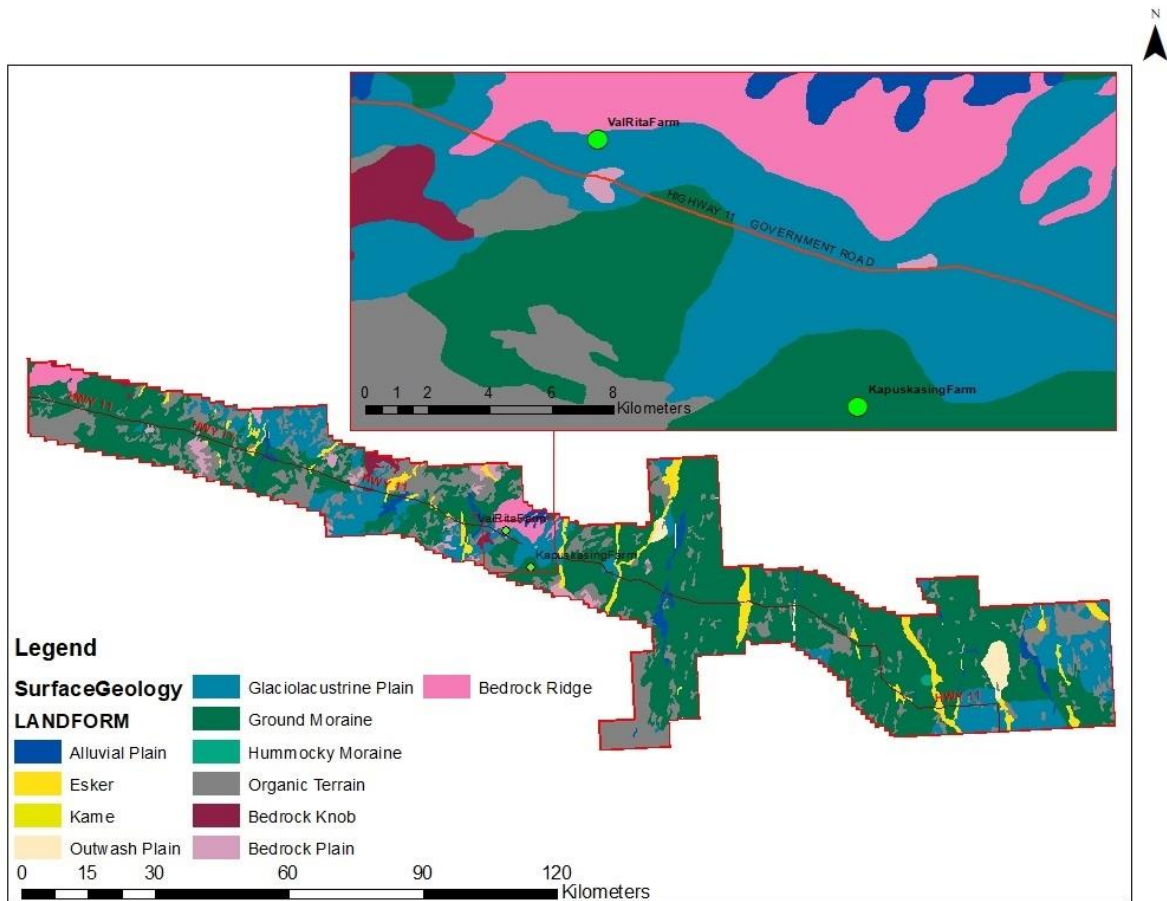 N
ValRitaFarm
HIGHWAY 11 GOVERNMENT ROAD
KapuskasingFarm
0 1 2 4 6 8
Kilometers
HWY 11
HWY 11
HWY 11
ValRitaFarm
KapuskasingFarm
HWY 11
Legend
SurfaceGeology
LANDFORM
Alluvial Plain
Esker
Kame
Outwash Plain
Glaciolacustrine Plain
Ground Moraine
Hummocky Moraine
Organic Terrain
Bedrock Knob
Bedrock Plain
Bedrock Ridge
0 15 30 60 90 120
Kilometers